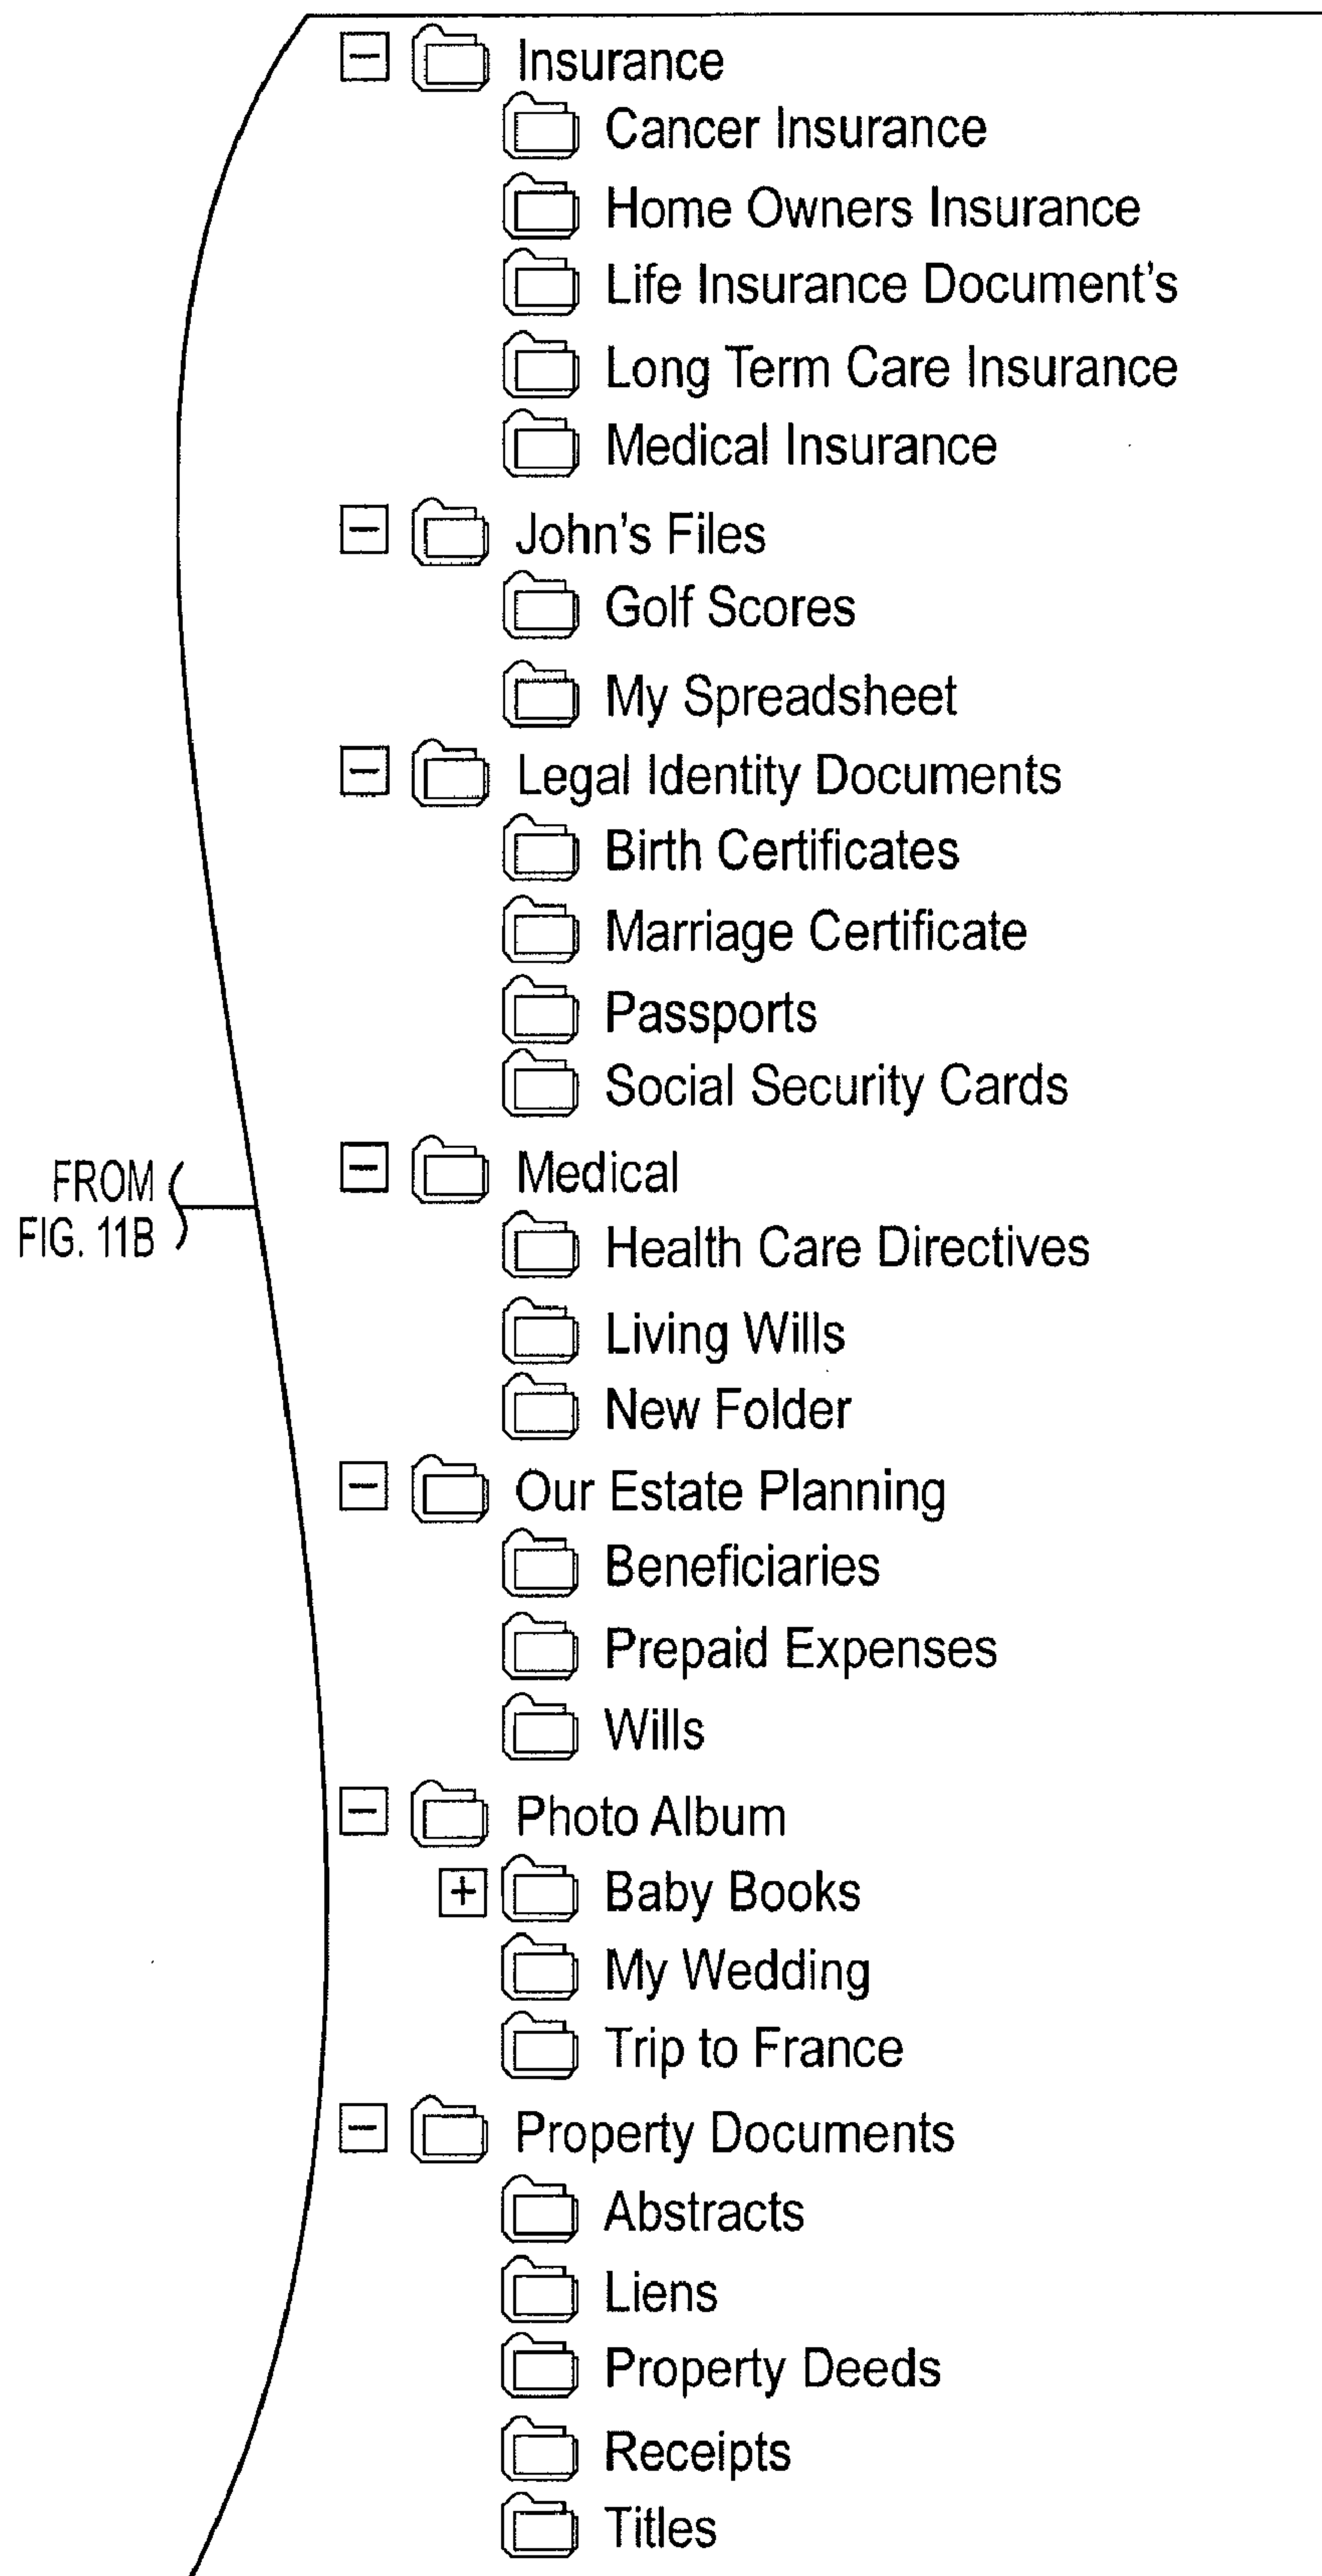 Insurance
Cancer Insurance
Home Owners Insurance
Life Insurance Document's
Long Term Care Insurance
Medical Insurance
John's Files
Golf Scores
My Spreadsheet
Legal Identity Documents
Birth Certificates
Marriage Certificate
Passports
Social Security Cards
FROM
FIG. 11B
Medical
Health Care Directives
Living Wills
New Folder
Our Estate Planning
Beneficiaries
Prepaid Expenses
Wills
Photo Album
Baby Books
My Wedding
Trip to France
Property Documents
Abstracts
Liens
Property Deeds
Receipts
Titles